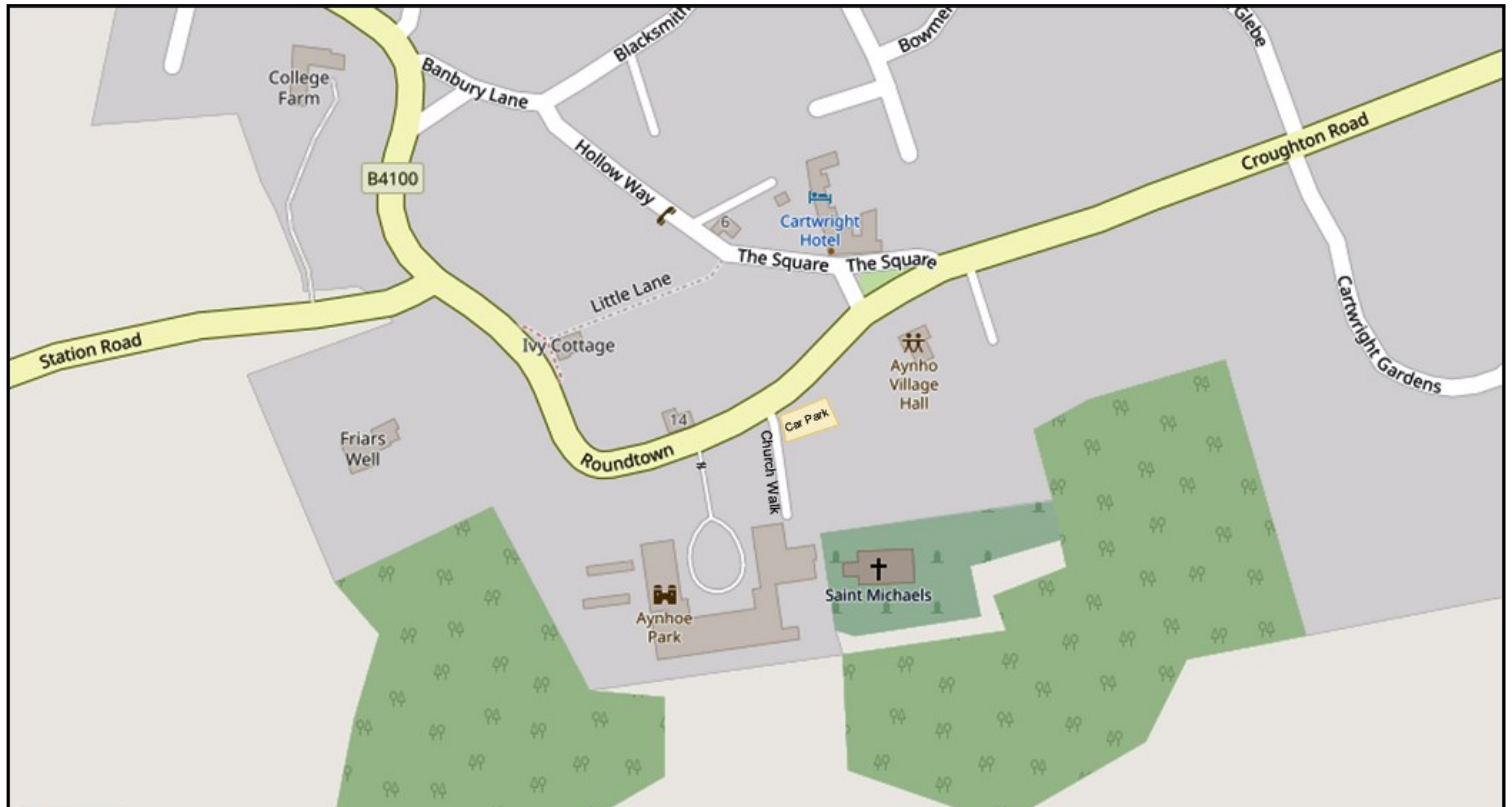 Glebe
Bowmer
Blacksmith
Banbury Lane
College
Farm
Croughton Road
Hollow Way
B4100
6
Cartwright
Hotel
The Square
The Square
Little Lane
Cartwright Gardens
Station Road
Ivy Cottage
Aynho
Village
Hall
14
Car Park
Friars
Well
Roundtown
Church Walk
Saint Michaels
Aynhoe
Park